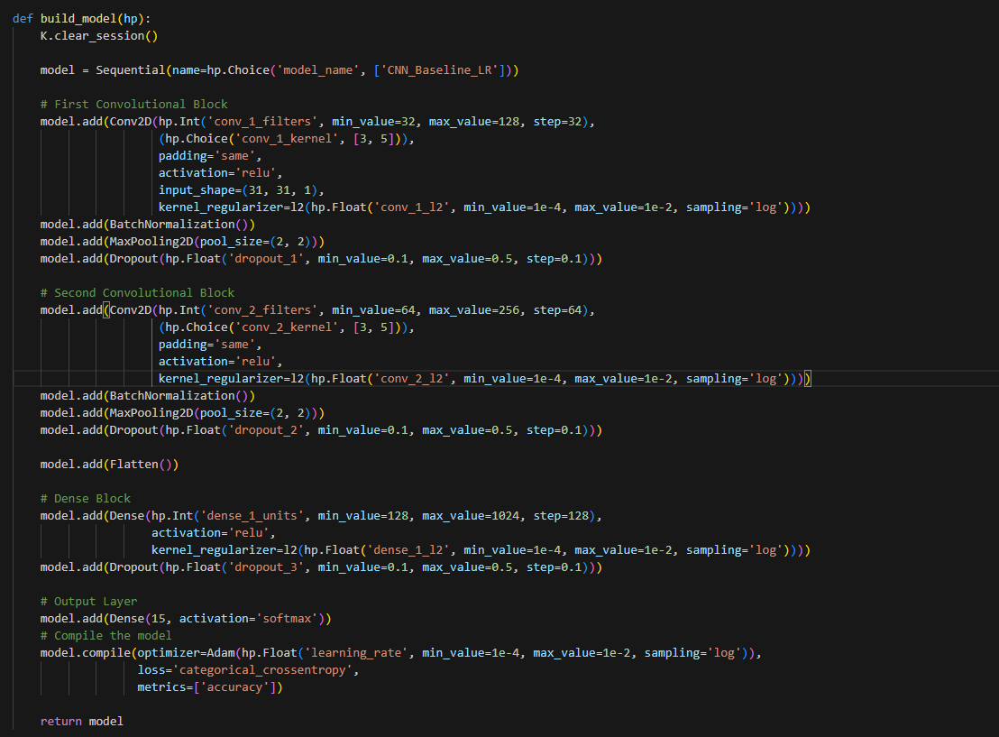 def build_model(hp):
    K.clear_session()

    model = Sequential(name=hp.Choice('model_name', ['CNN_Baseline_LR']))

    # First Convolutional Block
    model.add(Conv2D(hp.Int('conv_1_filters', min_value=32, max_value=128, step=32),
                     (hp.Choice('conv_1_kernel', [3, 5])),
                     padding='same',
                     activation='relu',
                     input_shape=(31, 31, 1),
                     kernel_regularizer=l2(hp.Float('conv_1_l2', min_value=1e-4, max_value=1e-2, sampling='log'))))
    model.add(BatchNormalization())
    model.add(MaxPooling2D(pool_size=(2, 2)))
    model.add(Dropout(hp.Float('dropout_1', min_value=0.1, max_value=0.5, step=0.1)))

    # Second Convolutional Block
    model.add(Conv2D(hp.Int('conv_2_filters', min_value=64, max_value=256, step=64),
                     (hp.Choice('conv_2_kernel', [3, 5])),
                     padding='same',
                     activation='relu',
                     kernel_regularizer=l2(hp.Float('conv_2_l2', min_value=1e-4, max_value=1e-2, sampling='log'))))
    model.add(BatchNormalization())
    model.add(MaxPooling2D(pool_size=(2, 2)))
    model.add(Dropout(hp.Float('dropout_2', min_value=0.1, max_value=0.5, step=0.1)))

    model.add(Flatten())

    # Dense Block
    model.add(Dense(hp.Int('dense_1_units', min_value=128, max_value=1024, step=128),
                    activation='relu',
                    kernel_regularizer=l2(hp.Float('dense_1_l2', min_value=1e-4, max_value=1e-2, sampling='log'))))
    model.add(Dropout(hp.Float('dropout_3', min_value=0.1, max_value=0.5, step=0.1)))

    # Output Layer
    model.add(Dense(15, activation='softmax'))
    # Compile the model
    model.compile(optimizer=Adam(hp.Float('learning_rate', min_value=1e-4, max_value=1e-2, sampling='log')),
                  loss='categorical_crossentropy',
                  metrics=['accuracy'])

    return model